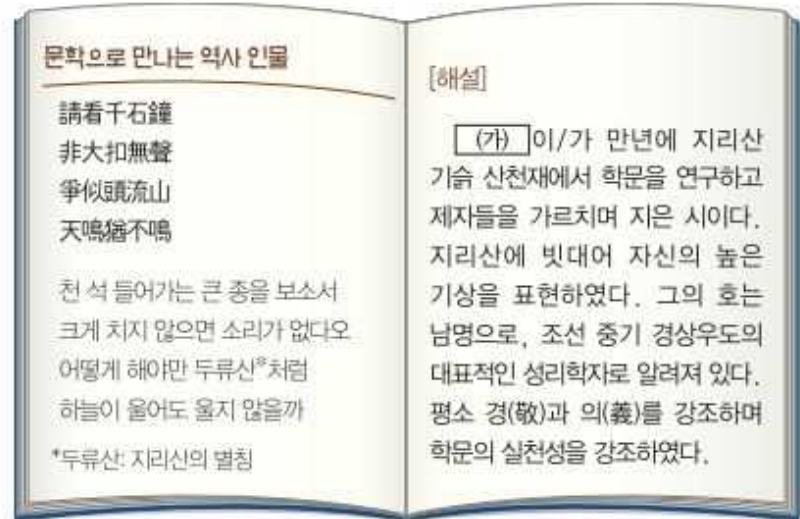 문학으로 만나는 역사 인물
請看千石鐘
非大扣無聲
爭似頭流山
天鳴猶不鳴
천 석 들어가는 큰 종을 보소서
크게 치지 않으면 소리가 없다오
어떻게 해야만 두류산*처럼
하늘이 울어도 울지 않을까
*두류산: 지리산의 별칭
[해설]
(가) 이/가 만년에 지리산
기슭 산천재에서 학문을 연구하고
제자들을 가르치며 지은 시이다.
지리산에 빗대어 자신의 높은
기상을 표현하였다. 그의 호는
남명으로, 조선 중기 경상우도의
대표적인 성리학자로 알려져 있다.
평소 경(敬)과 의(義)를 강조하며
학문의 실천성을 강조하였다.